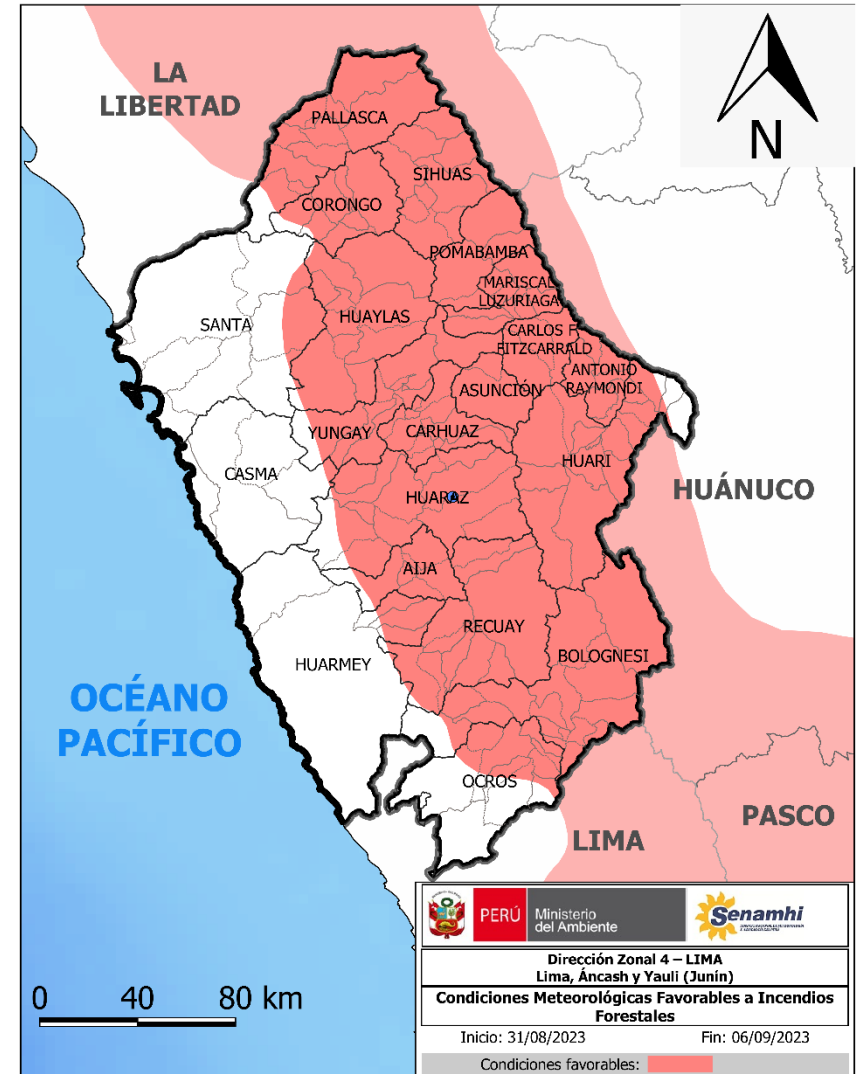 LA
LIBERTAD
N
PALLASCA
SIHUAS
CORONGO
POMABAMBA
MARISCAL
LUZURIAGA
SANTA
HUAYLAS
CARLOS F.
FITZCARRALD
ANTONIO
RAYMONDI
ASUNCIÓN
YUNGAY
CARHUAZ
HUARI
CASMA
HUÁNUCO
HUARAZ
AIJA
RECUAY
BOLOGNESI
HUARMEY
OCÉANO
PACÍFICO
OCROS
PASCO
LIMA
PERÚ
Ministerio
del Ambiente
Senamhi
Dirección Zonal 4 – LIMA
Lima, Áncash y Yauli (Junín)
Condiciones Meteorológicas Favorables a Incendios
Forestales
Inicio: 31/08/2023 Fin: 06/09/2023
Condiciones favorables:
0 40 80 km